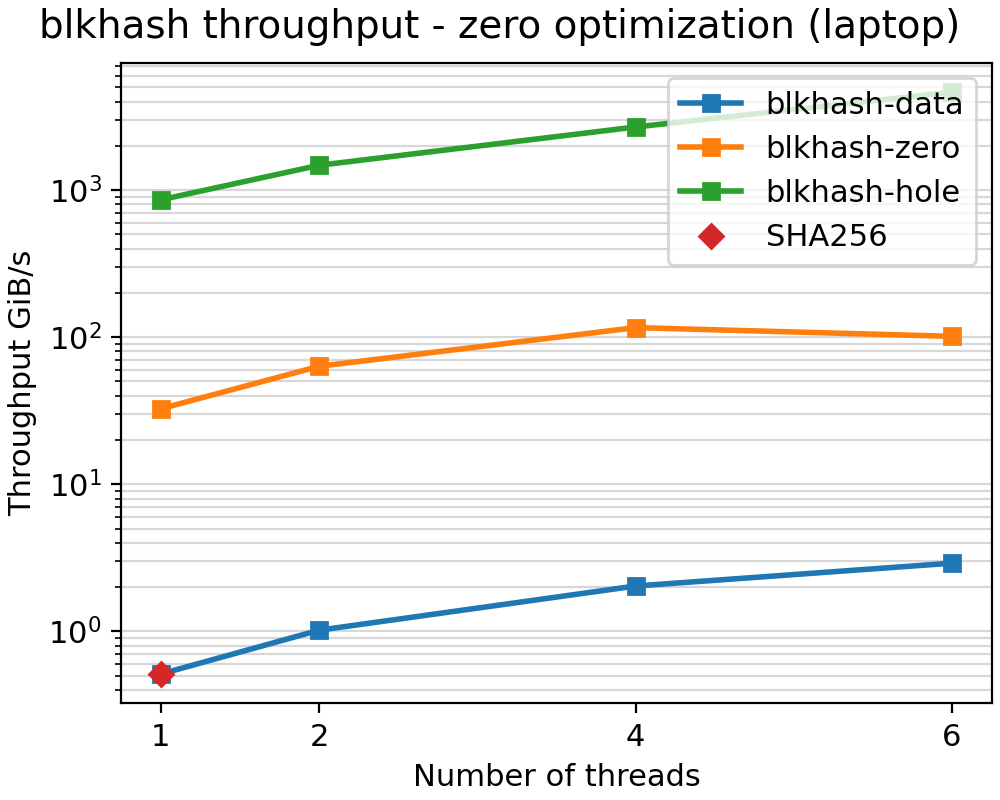 blkhash throughput - zero optimization (laptop)
blkhash-data
blkhash-zero
blkhash-hole
SHA256
Throughput GiB/s
10³
10²
10¹
10⁰
1 2 4 6
Number of threads